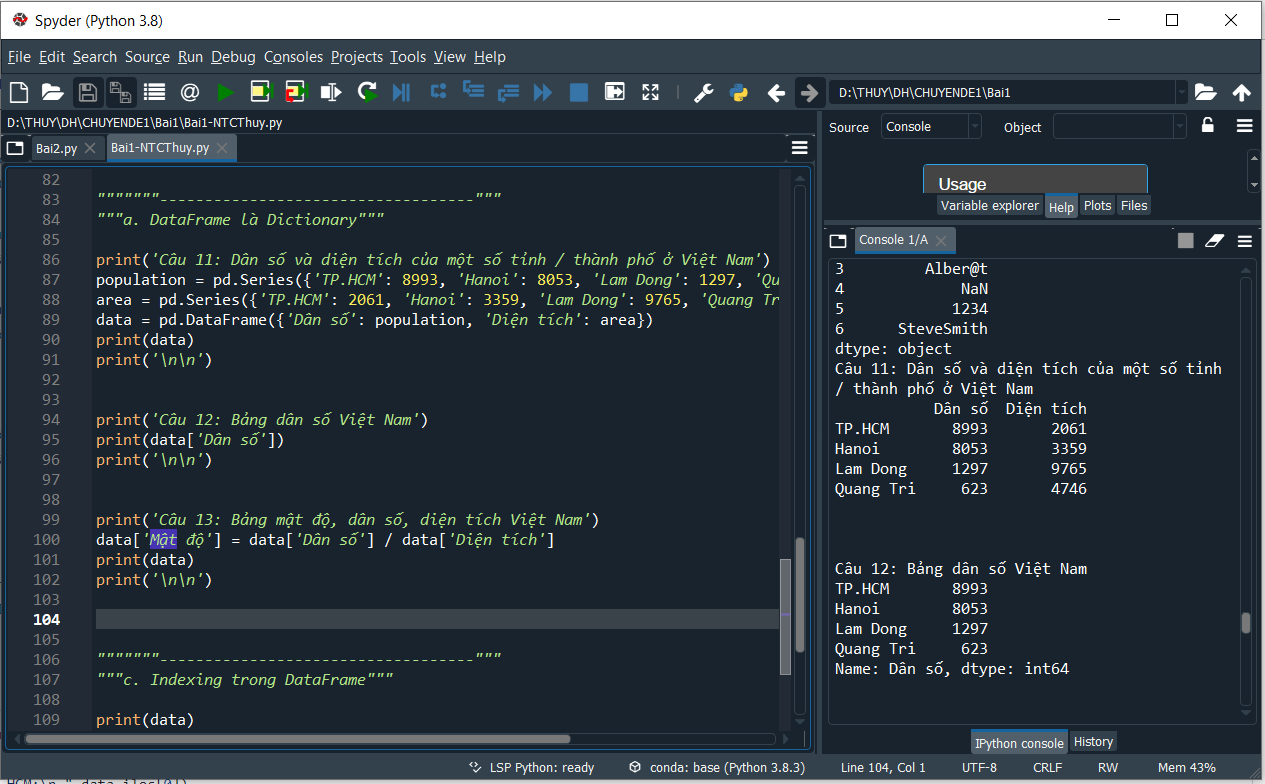 Spyder (Python 3.8)
File Edit Search Source Run Debug Consoles Projects Tools View Help
D:\THUY\DH\CHUYENDE1\Bai1
D:\THUY\DH\CHUYENDE1\Bai1\Bai1-NTCThuy.py
Bai2.py
Bai1-NTCThuy.py
82
83 """""""-----------------------------------"""
84 """a. DataFrame là Dictionary"""
85
86 print('Câu 11: Dân số và diện tích của một số tỉnh / thành phố ở Việt Nam')
87 population = pd.Series({'TP.HCM': 8993, 'Hanoi': 8053, 'Lam Dong': 1297, 'Qu
88 area = pd.Series({'TP.HCM': 2061, 'Hanoi': 3359, 'Lam Dong': 9765, 'Quang Tr
89 data = pd.DataFrame({'Dân số': population, 'Diện tích': area})
90 print(data)
91 print('\n\n')
92
93
94 print('Câu 12: Bảng dân số Việt Nam')
95 print(data['Dân số'])
96 print('\n\n')
97
98
99 print('Câu 13: Bảng mật độ, dân số, diện tích Việt Nam')
100 data['Mật độ'] = data['Dân số'] / data['Diện tích']
101 print(data)
102 print('\n\n')
103
104
105
106 """""""-----------------------------------"""
107 """c. Indexing trong DataFrame"""
108
109 print(data)
Source Console Object
Usage
Variable explorer Help Plots Files
Console 1/A
3 Alber@t
4 NaN
5 1234
6 SteveSmith
dtype: object
Câu 11: Dân số và diện tích của một số tỉnh
/ thành phố ở Việt Nam
Dân số Diện tích
TP.HCM 8993 2061
Hanoi 8053 3359
Lam Dong 1297 9765
Quang Tri 623 4746
Câu 12: Bảng dân số Việt Nam
TP.HCM 8993
Hanoi 8053
Lam Dong 1297
Quang Tri 623
Name: Dân số, dtype: int64
IPython console History
LSP Python: ready conda: base (Python 3.8.3) Line 104, Col 1 UTF-8 CRLF RW Mem 43%